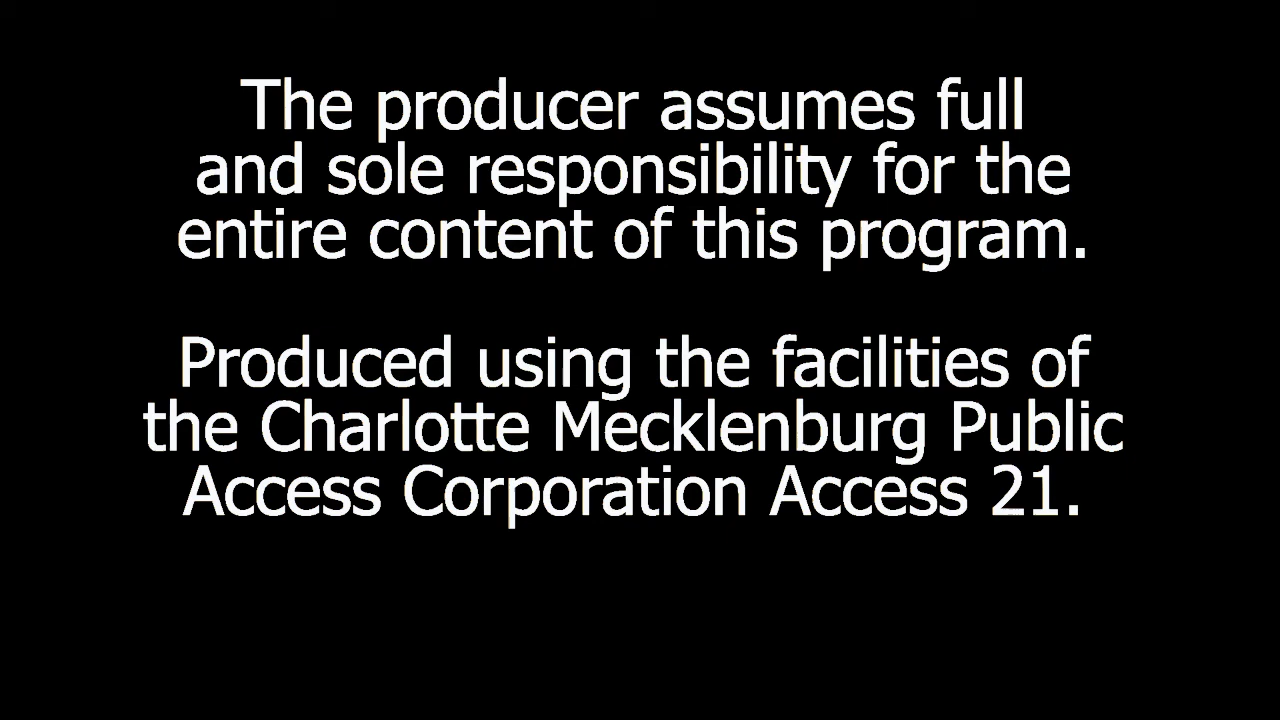 The producer assumes full
and sole responsibility for the
entire content of this program.
Produced using the facilities of
the Charlotte Mecklenburg Public
Access Corporation Access 21.